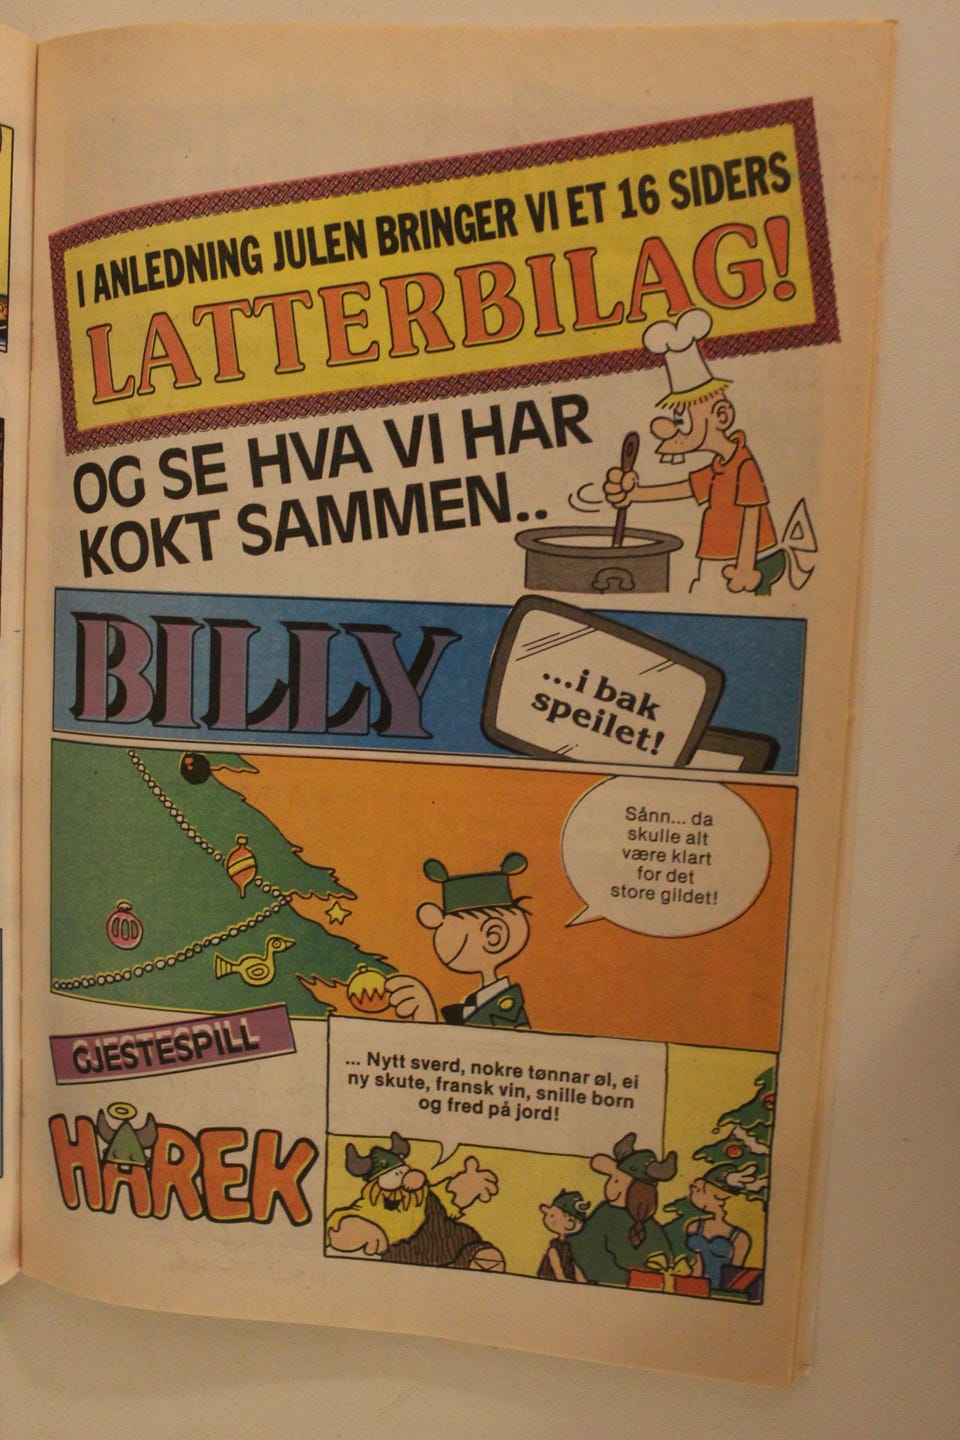 I ANLEDNING JULEN BRINGER VI ET 16 SIDERS
LATTERBILAG!
OG SE HVA VI HAR
KOKT SAMMEN..
BILLY
...i bak
speilet!
Sånn... da
skulle alt
være klart
for det
store gildet!
GJESTESPILL
HÅREK
... Nytt sverd, nokre tønnar øl, ei
ny skute, fransk vin, snille born
og fred på jord!